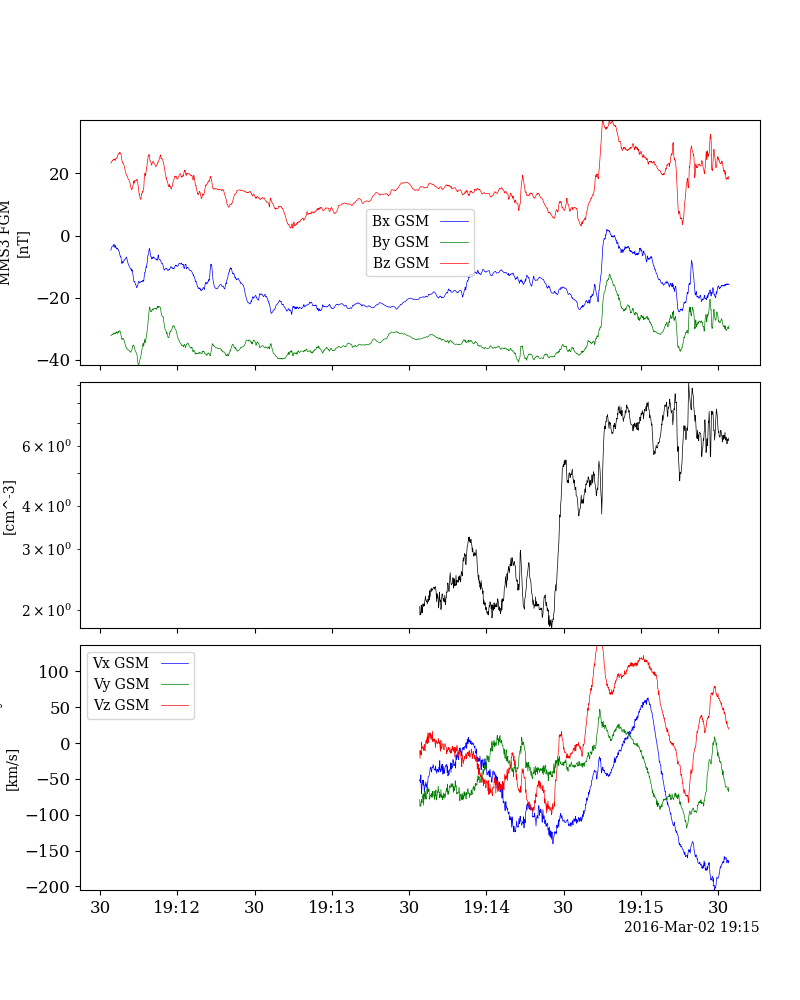 MMS3 FGM
[nT]
20
0
−20
−40
Bx GSM
By GSM
Bz GSM
[cm^-3]
6 × 10⁰
4 × 10⁰
3 × 10⁰
2 × 10⁰
[km/s]
100
50
0
−50
−100
−150
−200
Vx GSM
Vy GSM
Vz GSM
30 19:12 30 19:13 30 19:14 30 19:15 30
2016-Mar-02 19:15